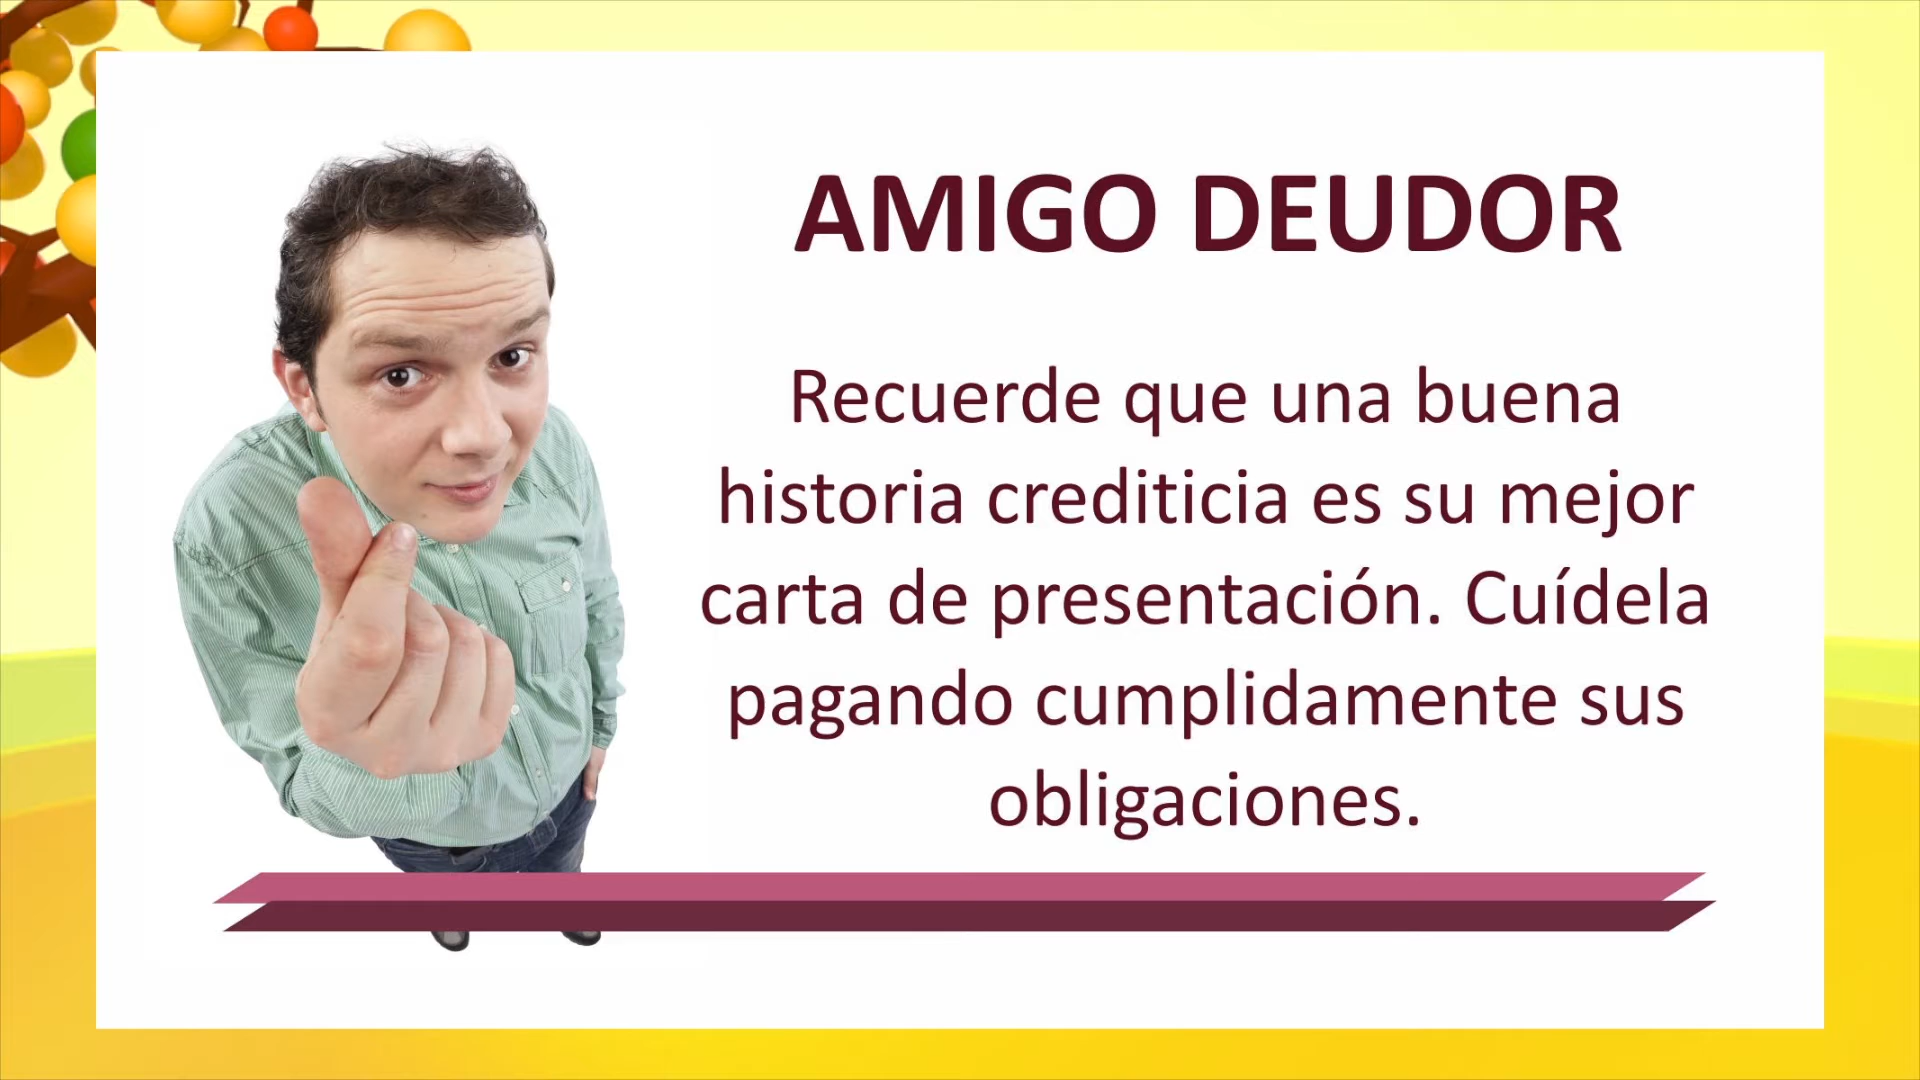 AMIGO DEUDOR
Recuerde que una buena
historia crediticia es su mejor
carta de presentación. Cuídela
pagando cumplidamente sus
obligaciones.